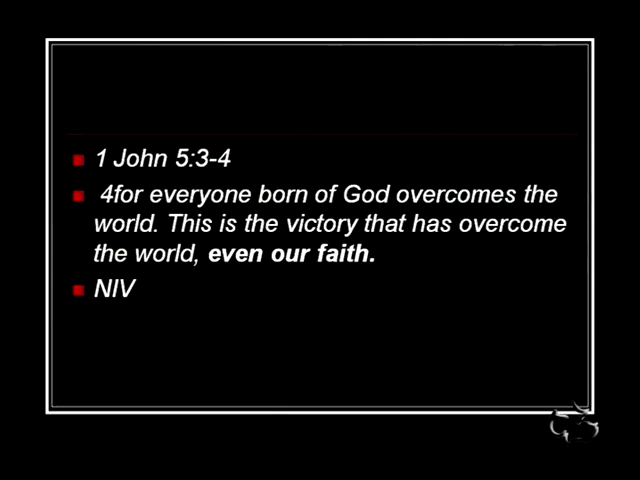 1 John 5:3-4
4for everyone born of God overcomes the
world. This is the victory that has overcome
the world, even our faith.
NIV